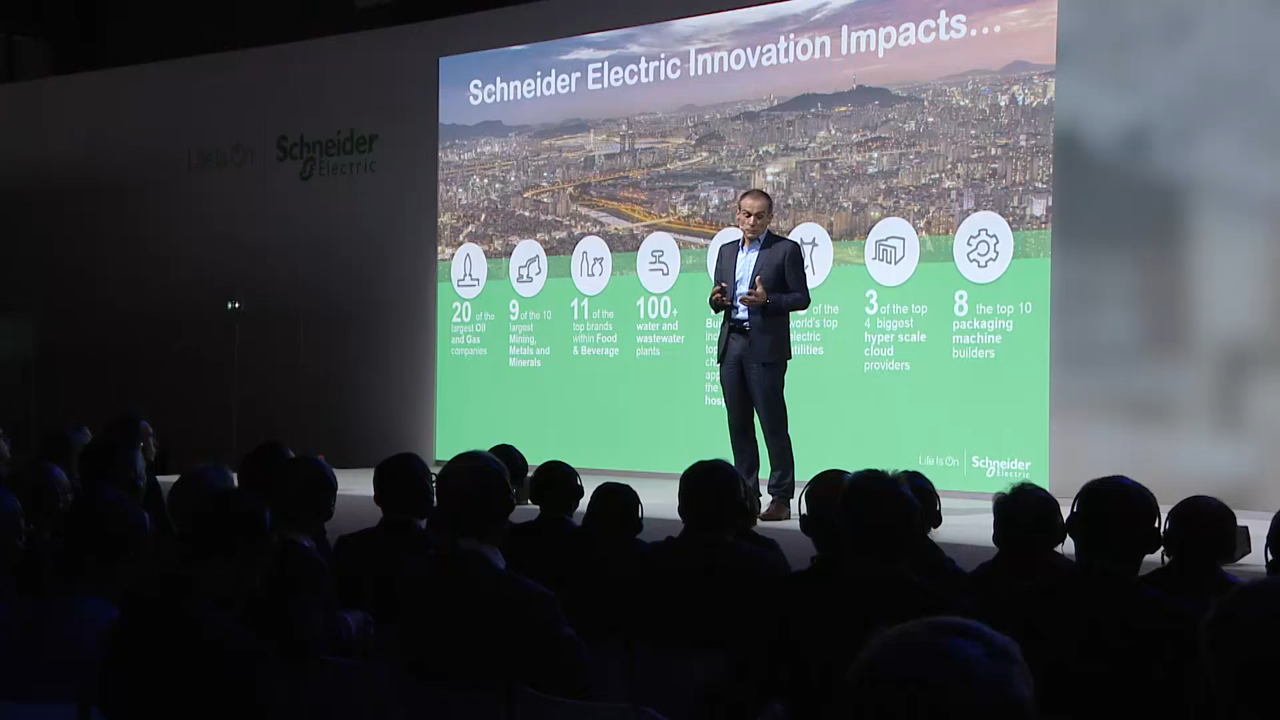 Schneider Electric Innovation Impacts...
Life Is On
Schneider
Electric
20 of the
largest Oil
and Gas
companies
9 of the 10
largest
Mining,
Metals and
Minerals
11 of the
top brands
within Food
& Beverage
100+
water and
wastewater
plants
of the
world's top
electric
utilities
3 of the top
4 biggest
hyper scale
cloud
providers
8 the top 10
packaging
machine
builders
Life Is On
Schneider
Electric